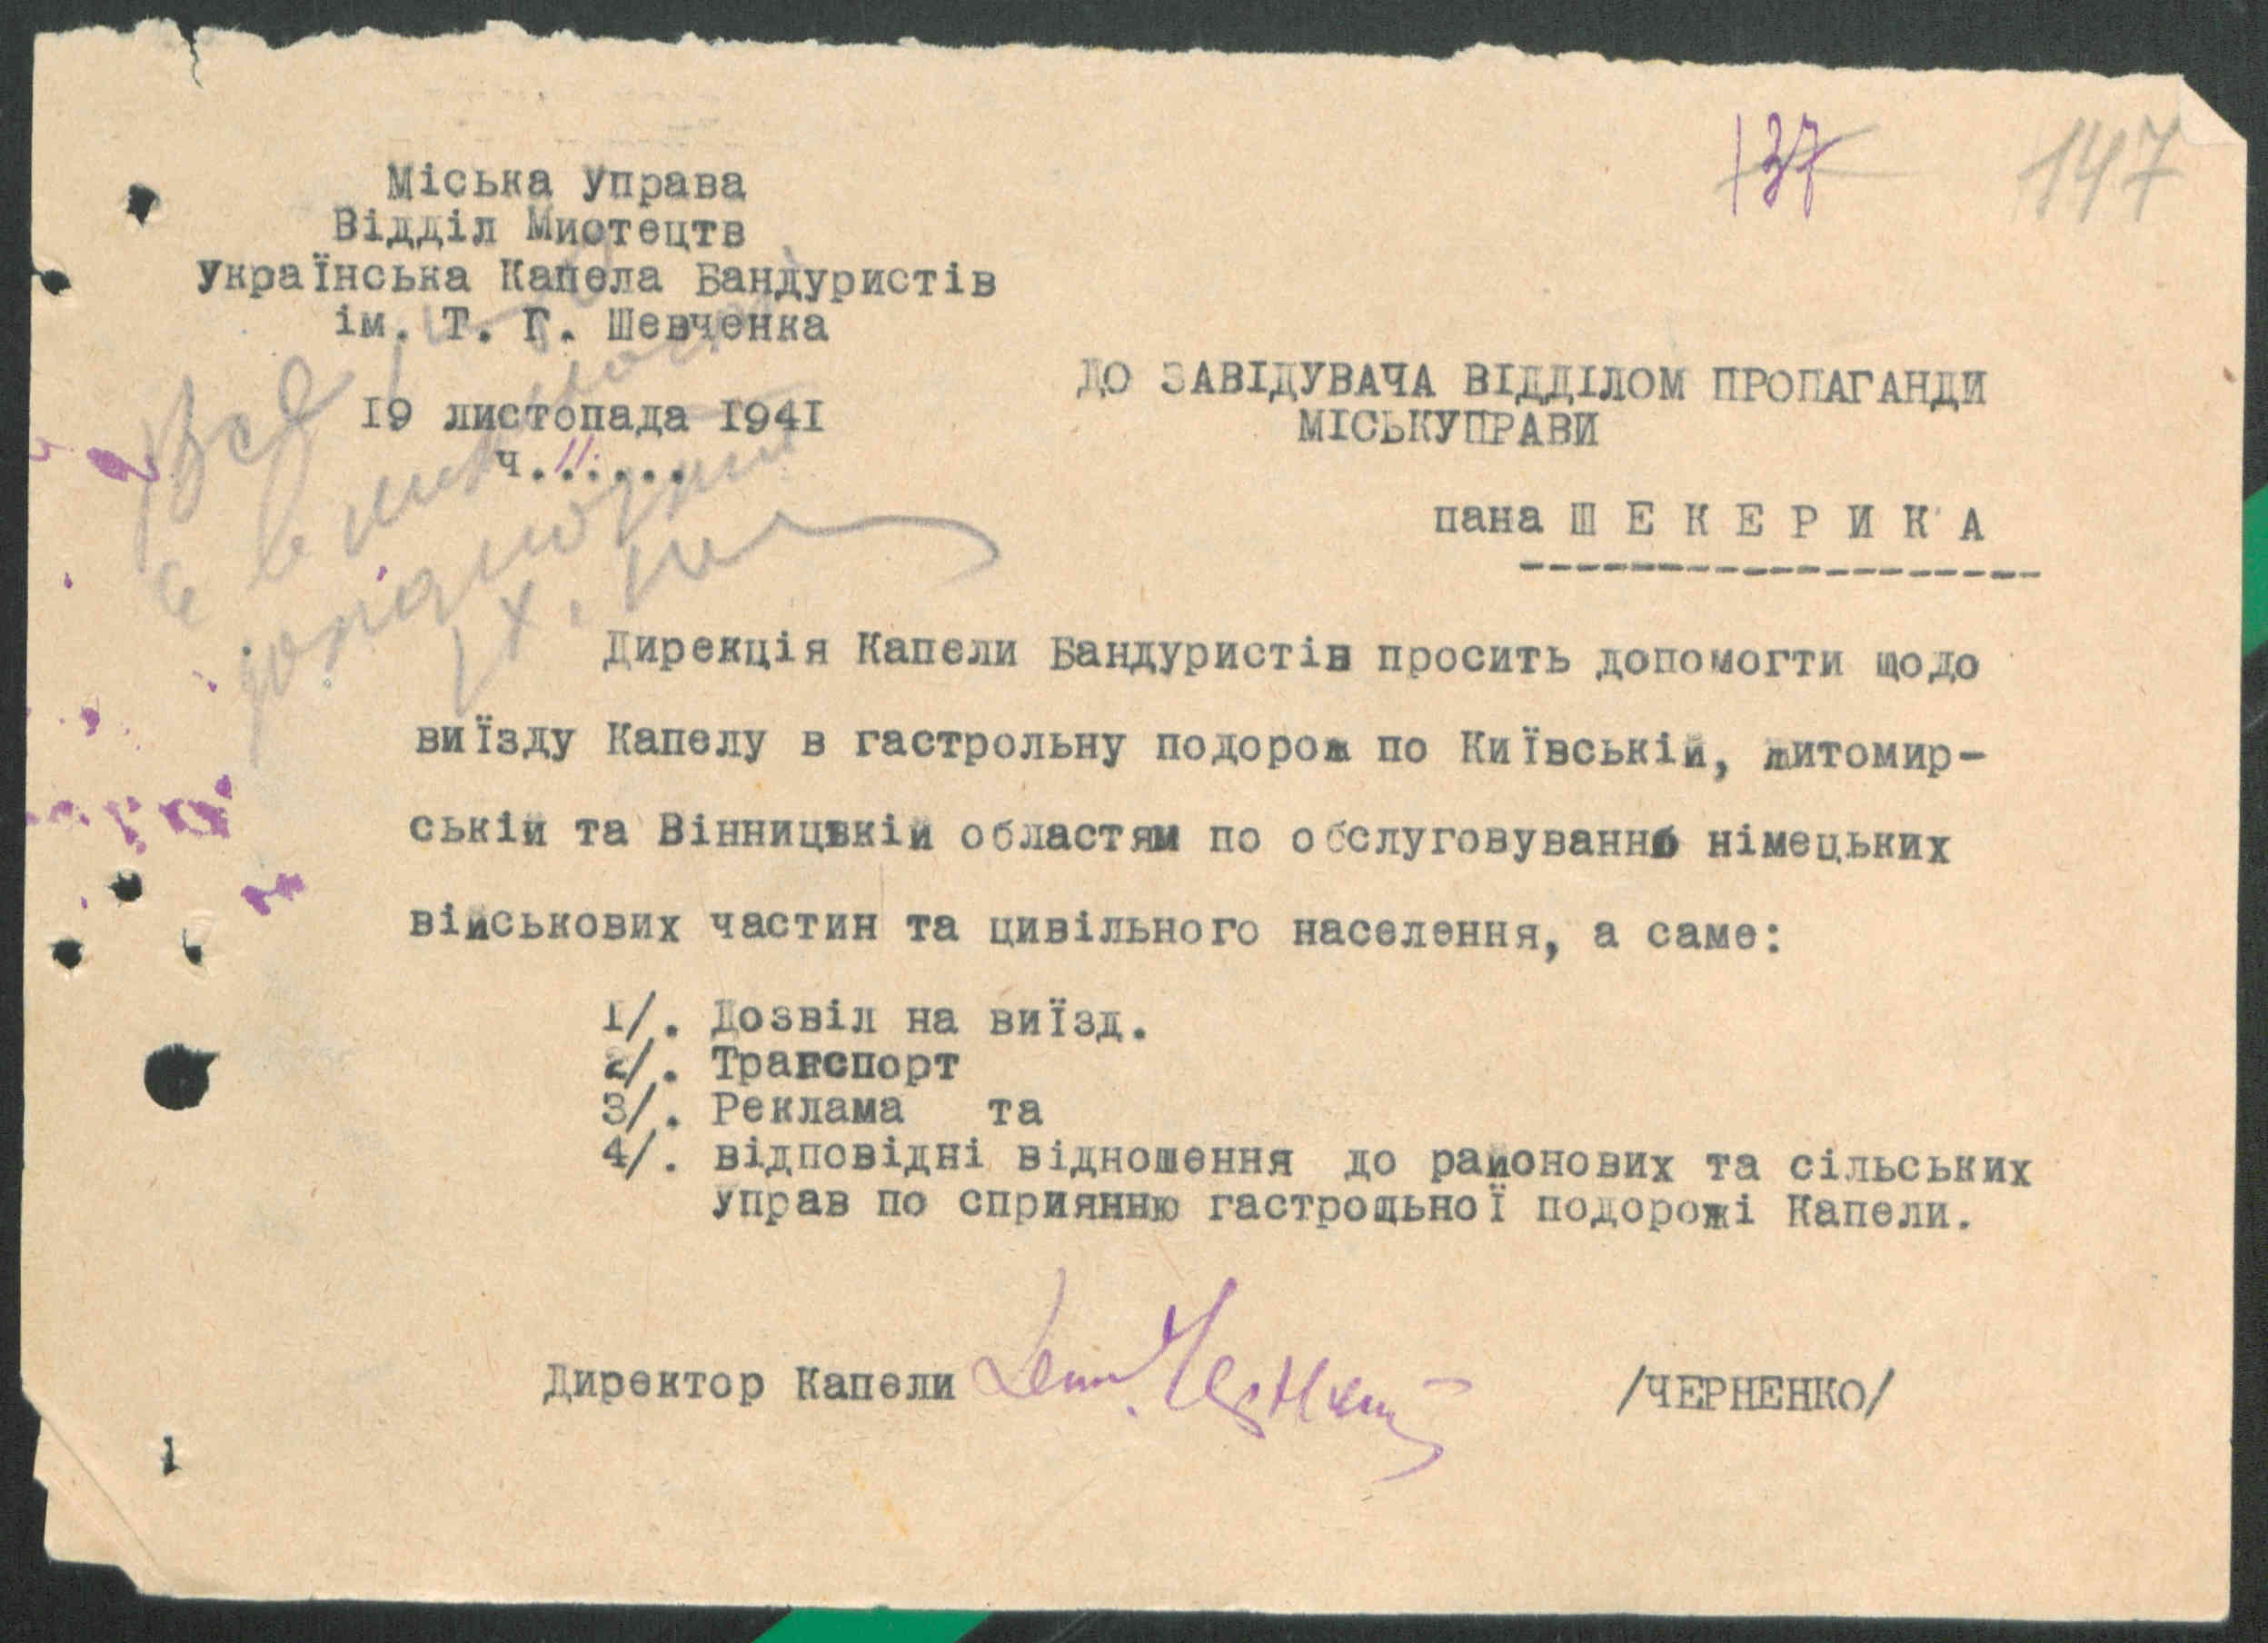 137
147
Міська Управа
Відділ Мистецтв
Українська Капела Бандуристів
ім. Т. Г. Шевченка
19 листопада 1941
ч. 11.....
ДО ЗАВІДУВАЧА ВІДДІЛОМ ПРОПАГАНДИ
МІСЬКУПРАВИ
пана Ш Е К Е Р И К А
Все
є в
Дирекція Капели Бандуристів просить допомогти щодо
виїзду Капелу в гастрольну подорож по Київській, житомир-
ській та Вінницькій областям по обслуговуванню німецьких
військових частин та цивільного населення, а саме:
1/. Дозвіл на виїзд.
2/. Транспорт
3/. Реклама та
4/. відповідні відношення до районових та сільських
управ по сприянню гастрольної подорожі Капели.
Директор Капели
/ЧЕРНЕНКО/